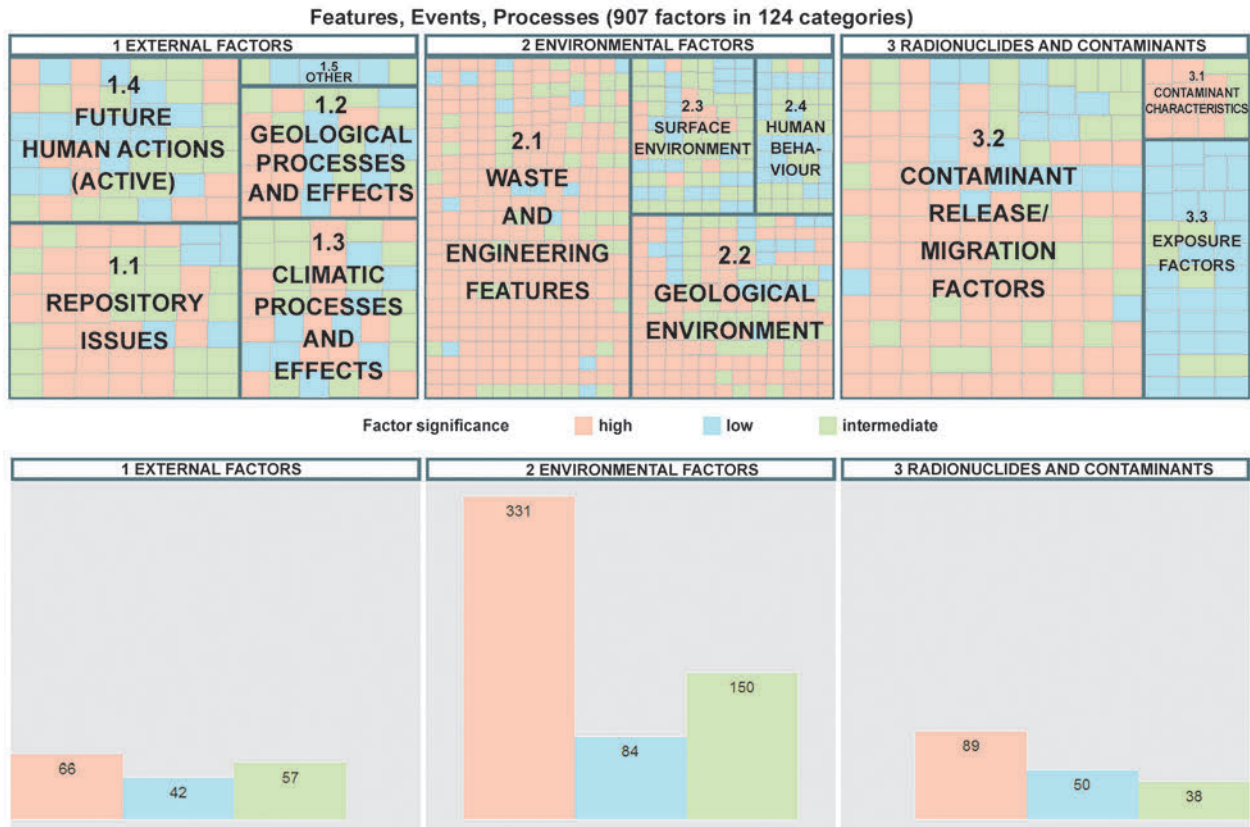 Features, Events, Processes (907 factors in 124 categories)
1 EXTERNAL FACTORS
2 ENVIRONMENTAL FACTORS
3 RADIONUCLIDES AND CONTAMINANTS
1.4
FUTURE
HUMAN ACTIONS
(ACTIVE)
1.5
OTHER
1.2
GEOLOGICAL
PROCESSES
AND EFFECTS
1.1
REPOSITORY
ISSUES
1.3
CLIMATIC
PROCESSES
AND
EFFECTS
2.1
WASTE
AND
ENGINEERING
FEATURES
2.3
SURFACE
ENVIRONMENT
2.4
HUMAN
BEHA-
VIOUR
2.2
GEOLOGICAL
ENVIRONMENT
3.2
CONTAMINANT
RELEASE/
MIGRATION
FACTORS
3.1
CONTAMINANT
CHARACTERISTICS
3.3
EXPOSURE
FACTORS
Factor significance high low intermediate
1 EXTERNAL FACTORS
2 ENVIRONMENTAL FACTORS
3 RADIONUCLIDES AND CONTAMINANTS
66
42
57
331
84
150
89
50
38